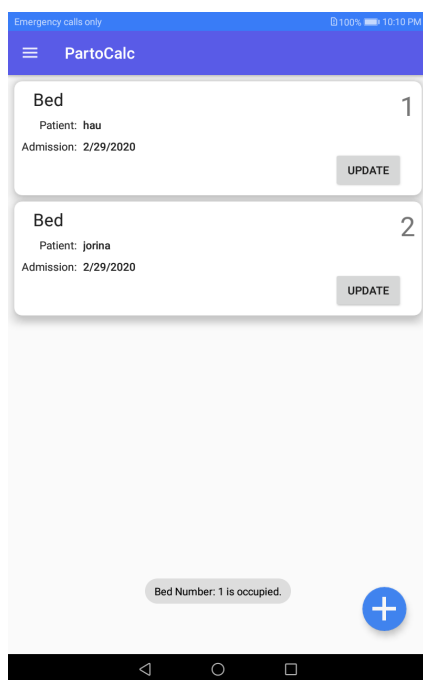 Emergency calls only 100% 10:10 PM
PartoCalc
Bed 1
Patient: hau
Admission: 2/29/2020
UPDATE
Bed 2
Patient: jorina
Admission: 2/29/2020
UPDATE
Bed Number: 1 is occupied.